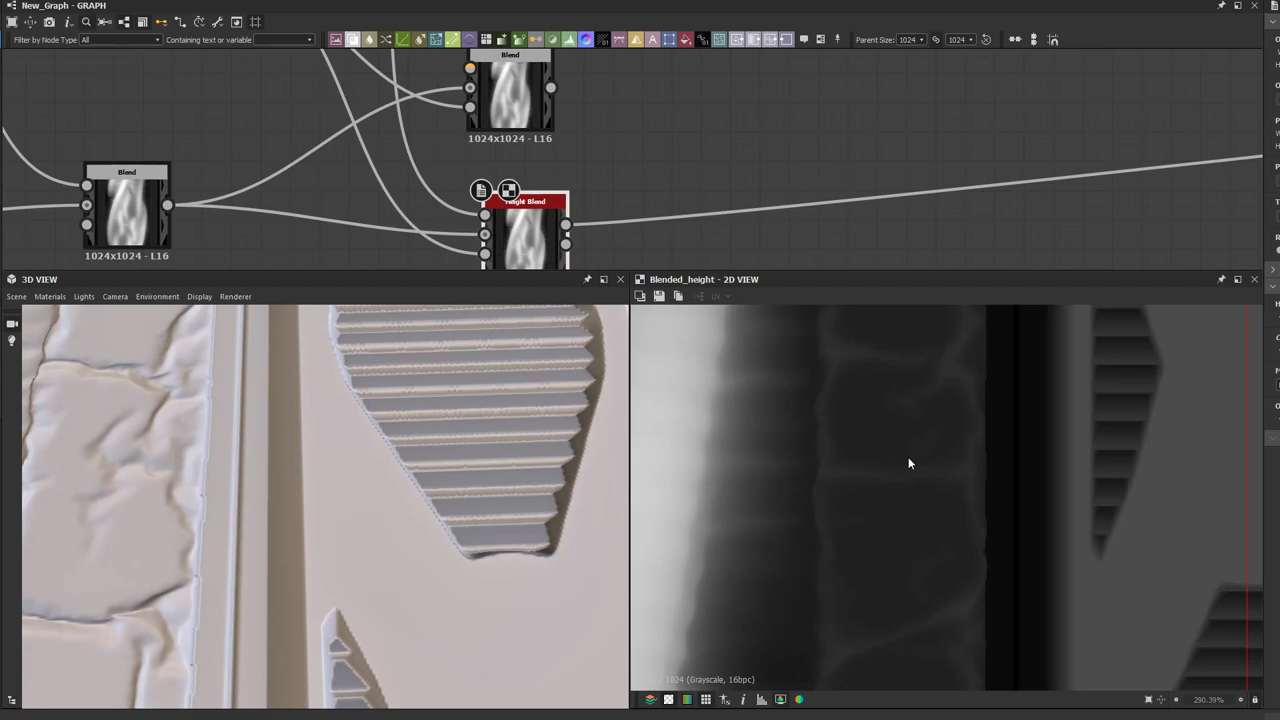 New_Graph - GRAPH
Filter by Node Type All Containing text or variable Parent Size: 1024 1024
Blend
1024x1024 - L16
Blend
1024x1024 - L16
Height Blend
3D VIEW
Scene Materials Lights Camera Environment Display Renderer
Blended_height - 2D VIEW
UV
1024 (Grayscale, 16bpc)
290.39%